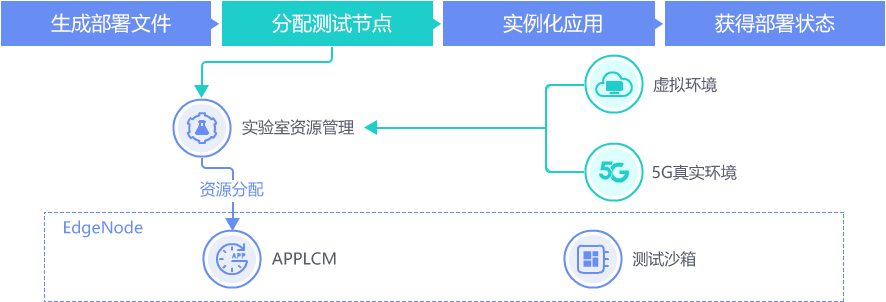 生成部署文件
分配测试节点
实例化应用
获得部署状态
虚拟环境
实验室资源管理
5G
5G真实环境
资源分配
EdgeNode
APP
APPLCM
测试沙箱